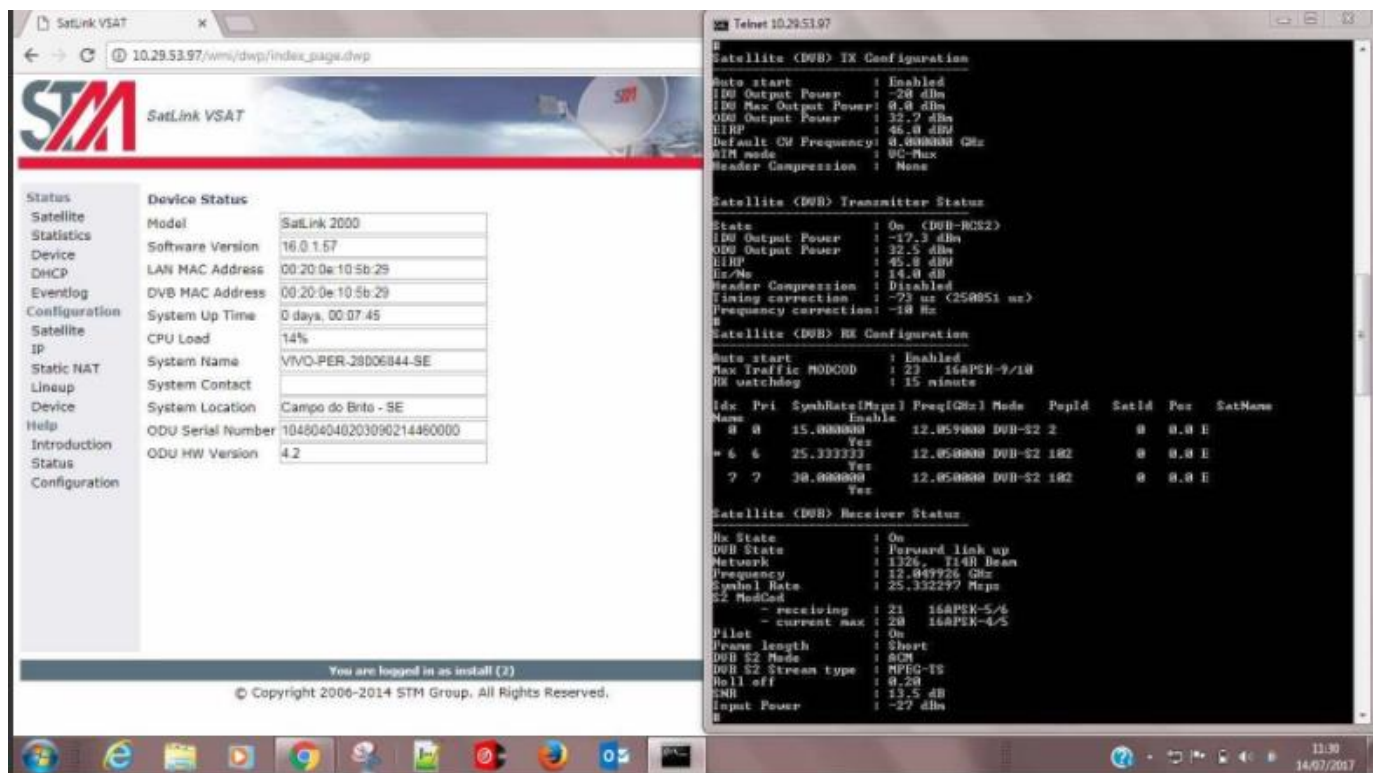 SatLink VSAT
10.29.53.97/wmi/dwp/index_page.dwp
STM
SatLink VSAT
STM
Status
Satellite
Statistics
Device
DHCP
Eventlog
Configuration
Satellite
IP
Static NAT
Lineup
Device
Help
Introduction
Status
Configuration
Device Status
Model SatLink 2000
Software Version 16.0.1.57
LAN MAC Address 00:20:0e:10:5b:29
DVB MAC Address 00:20:0e:10:5b:29
System Up Time 0 days, 00:07:45
CPU Load 14%
System Name VIVO-PER-28006844-SE
System Contact
System Location Campo do Brito - SE
ODU Serial Number 104804040203090214460000
ODU HW Version 4.2
You are logged in as install (2)
© Copyright 2006-2014 STM Group. All Rights Reserved.
Telnet 10.29.53.97
#
Satellite (DVB) TX Configuration
Auto start : Enabled
IDU Output Power : -20 dBm
IDU Max Output Power: 0.0 dBm
ODU Output Power : 32.7 dBm
EIRP : 46.0 dBW
Default CW Frequency: 0.000000 GHz
ATM mode : VC-Mux
Header Compression : None
Satellite (DVB) Transmitter Status
State : On (DVB-RCS2)
IDU Output Power : -17.3 dBm
ODU Output Power : 32.5 dBm
EIRP : 45.8 dBW
Es/No : 14.0 dB
Header Compression : Disabled
Timing correction : -73 us (250851 us)
Frequency correction: -10 Hz
#
Satellite (DVB) RX Configuration
Auto start : Enabled
Max Traffic MODCOD : 23 16APSK-9/10
RX watchdog : 15 minute
Idx Pri SymbRate[Msps] Freq[GHz] Mode PopId SatId Pos SatName
Name Enable
0 0 15.000000 12.059000 DVB-S2 2 0 0.0 E
Yes
* 6 6 25.333333 12.050000 DVB-S2 102 0 0.0 E
Yes
7 7 30.000000 12.050000 DVB-S2 102 0 0.0 E
Yes
Satellite (DVB) Receiver Status
Rx State : On
DVB State : Forward link up
Network : 1326, T14R Beam
Frequency : 12.049926 GHz
Symbol Rate : 25.332297 Msps
S2 ModCod
- receiving : 21 16APSK-5/6
- current max : 20 16APSK-4/5
Pilot : On
Frame length : Short
DVB S2 Mode : ACM
DVB S2 Stream type : MPEG-TS
Roll off : 0.20
SNR : 13.5 dB
Input Power : -27 dBm
#
11:30
14/07/2017